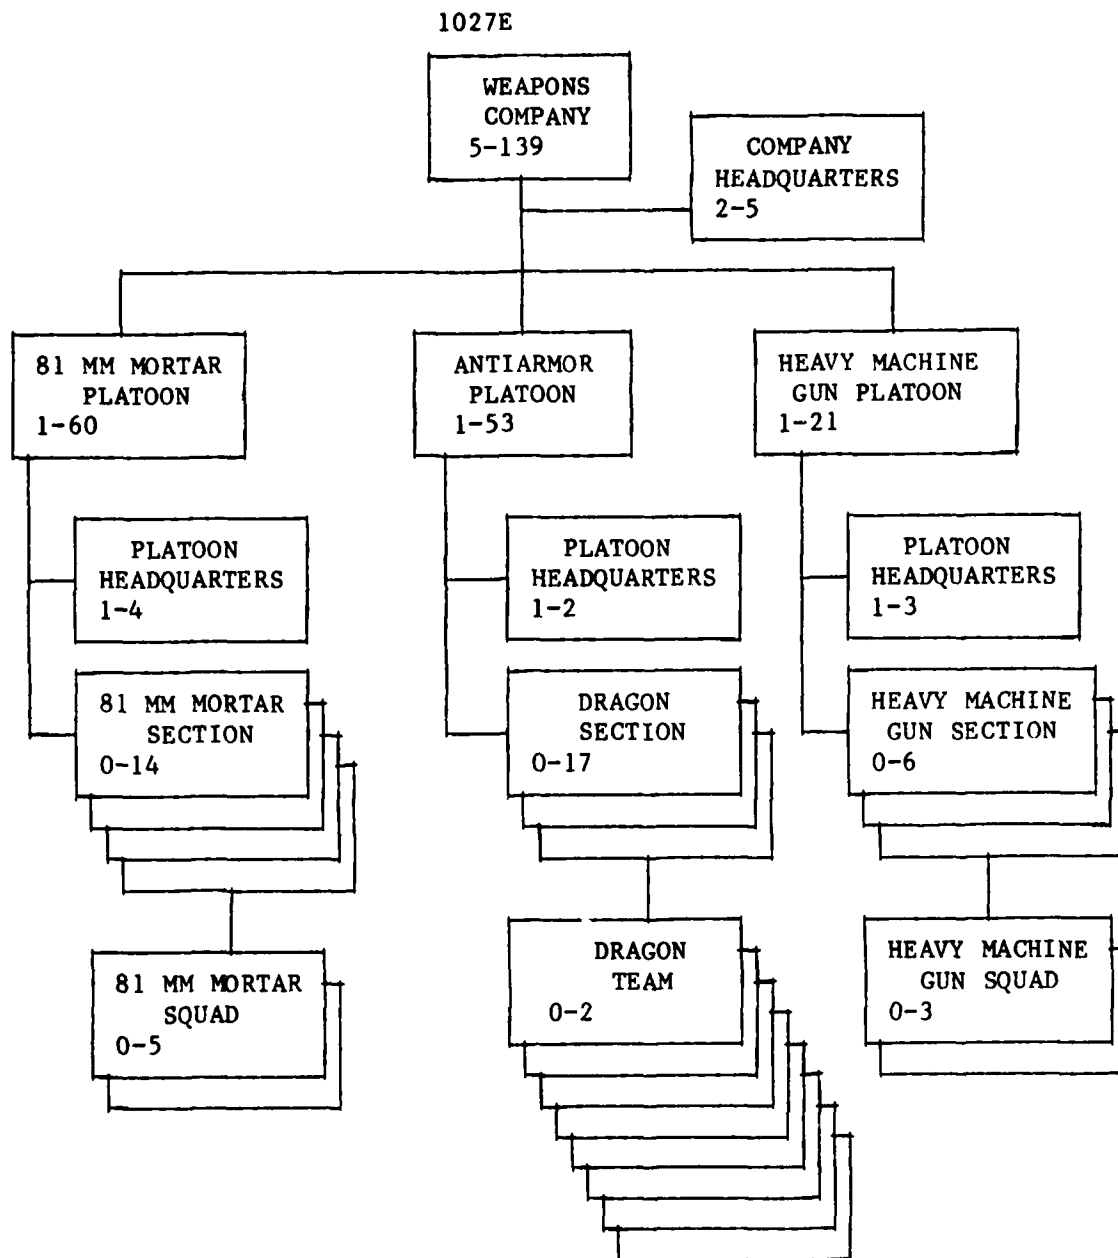 1027E
WEAPONS
COMPANY
5-139
COMPANY
HEADQUARTERS
2-5
81 MM MORTAR
PLATOON
1-60
ANTIARMOR
PLATOON
1-53
HEAVY MACHINE
GUN PLATOON
1-21
PLATOON
HEADQUARTERS
1-4
PLATOON
HEADQUARTERS
1-2
PLATOON
HEADQUARTERS
1-3
81 MM MORTAR
SECTION
0-14
DRAGON
SECTION
0-17
HEAVY MACHINE
GUN SECTION
0-6
81 MM MORTAR
SQUAD
0-5
DRAGON
TEAM
0-2
HEAVY MACHINE
GUN SQUAD
0-3